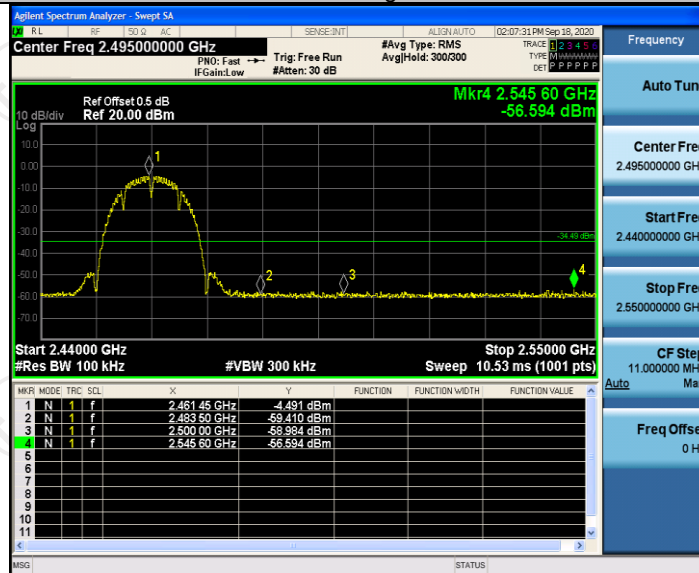 Agilent Spectrum Analyzer - Swept SA
RL RF 50 Ω AC SENSE:INT ALIGN AUTO 02:07:31 PM Sep 18, 2020
Center Freq 2.495000000 GHz #Avg Type: RMS TRACE 1 2 3 4 5 6
PNO: Fast Trig: Free Run Avg|Hold: 300/300 TYPE M
IFGain:Low #Atten: 30 dB DET P P P P P P
Mkr4 2.545 60 GHz
Ref Offset 0.5 dB
10 dB/div Ref 20.00 dBm -56.594 dBm
Log
10.0
0.00
-10.0
-20.0
-30.0
-40.0
-50.0
-60.0
-70.0
1
2
3
4
-34.49 dBm
Start 2.44000 GHz Stop 2.55000 GHz
#Res BW 100 kHz #VBW 300 kHz Sweep 10.53 ms (1001 pts)
MKR MODE TRC SCL X Y FUNCTION FUNCTION WIDTH FUNCTION VALUE
1 N 1 f 2.461 45 GHz -4.491 dBm
2 N 1 f 2.483 50 GHz -59.410 dBm
3 N 1 f 2.500 00 GHz -58.984 dBm
4 N 1 f 2.545 60 GHz -56.594 dBm
5
6
7
8
9
10
11
MSG STATUS
Frequency
Auto Tun
Center Fre
2.495000000 GH
Start Fre
2.440000000 GH
Stop Fre
2.550000000 GH
CF Step
11.000000 MH
Auto Ma
Freq Offse
0 H